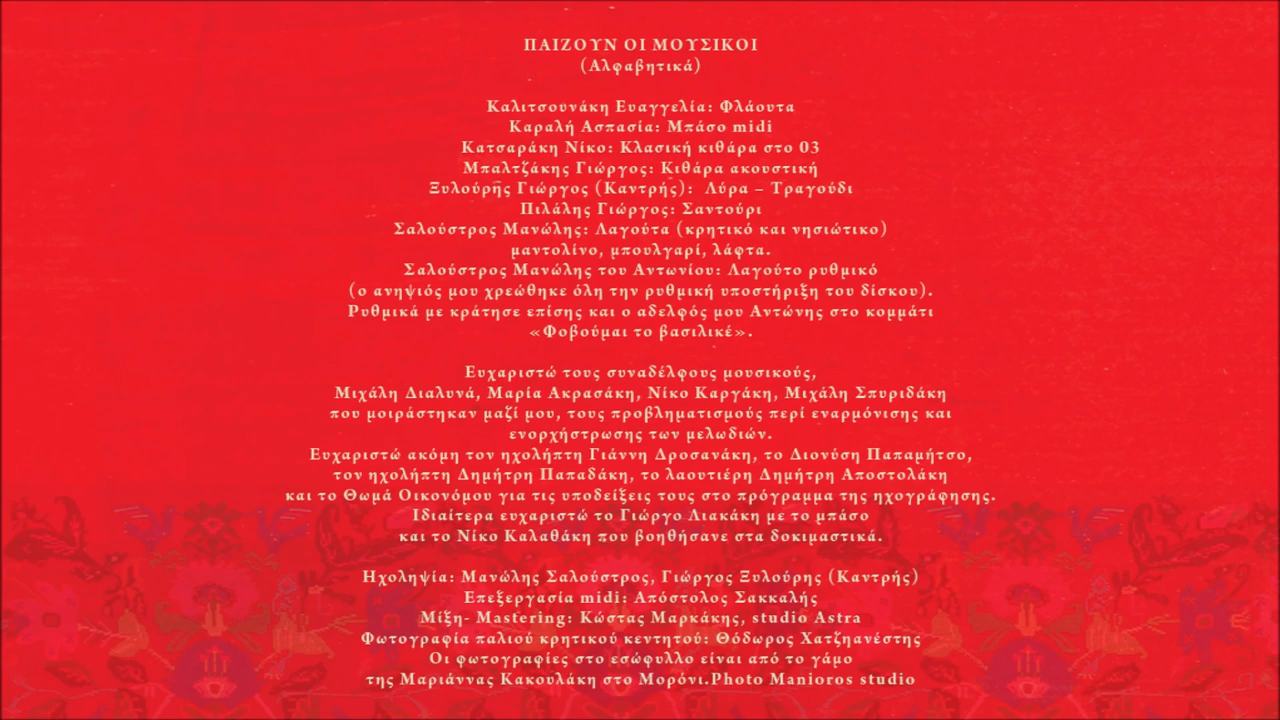 ΠΑΙΖΟΥΝ ΟΙ ΜΟΥΣΙΚΟΙ
(Αλφαβητικά)
Καλιτσουνάκη Ευαγγελία: Φλάουτα
Καραλή Ασπασία: Μπάσο midi
Κατσαράκη Νίκο: Κλασική κιθάρα στο 03
Μπαλτζάκης Γιώργος: Κιθάρα ακουστική
Ξυλούρης Γιώργος (Καντρής): Λύρα – Τραγούδι
Πιλάλης Γιώργος: Σαντούρι
Σαλούστρος Μανώλης: Λαγούτα (κρητικό και νησιώτικο)
μαντολίνο, μπουλγαρί, λάφτα.
Σαλούστρος Μανώλης του Αντωνίου: Λαγούτο ρυθμικό
(ο ανηψιός μου χρεώθηκε όλη την ρυθμική υποστήριξη του δίσκου).
Ρυθμικά με κράτησε επίσης και ο αδελφός μου Αντώνης στο κομμάτι
«Φοβούμαι το βασιλικέ».
Ευχαριστώ τους συναδέλφους μουσικούς,
Μιχάλη Διαλυνά, Μαρία Ακρασάκη, Νίκο Καργάκη, Μιχάλη Σπυριδάκη
που μοιράστηκαν μαζί μου, τους προβληματισμούς περί εναρμόνισης και
ενορχήστρωσης των μελωδιών.
Ευχαριστώ ακόμη τον ηχολήπτη Γιάννη Δροσανάκη, το Διονύση Παπαμήτσο,
τον ηχολήπτη Δημήτρη Παπαδάκη, το λαουτιέρη Δημήτρη Αποστολάκη
και το Θωμά Οικονόμου για τις υποδείξεις τους στο πρόγραμμα της ηχογράφησης.
Ιδιαίτερα ευχαριστώ το Γιώργο Λιακάκη με το μπάσο
και το Νίκο Καλαθάκη που βοηθήσανε στα δοκιμαστικά.
Ηχοληψία: Μανώλης Σαλούστρος, Γιώργος Ξυλούρης (Καντρής)
Επεξεργασία midi: Απόστολος Σακκαλής
Μίξη- Mastering: Κώστας Μαρκάκης, studio Astra
Φωτογραφία παλιού κρητικού κεντητού: Θόδωρος Χατζηανέστης
Οι φωτογραφίες στο εσώφυλλο είναι από το γάμο
της Μαριάννας Κακουλάκη στο Μορόνι.Photo Manioros studio